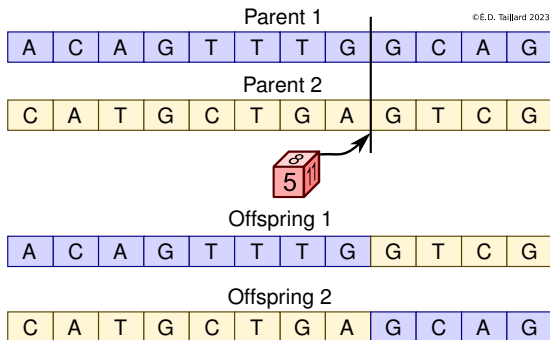 Parent 1
©É.D. Taillard 2023
A C A G T T T G G C A G
Parent 2
C A T G C T G A G T C G
8
5 11
Offspring 1
A C A G T T T G G T C G
Offspring 2
C A T G C T G A G C A G